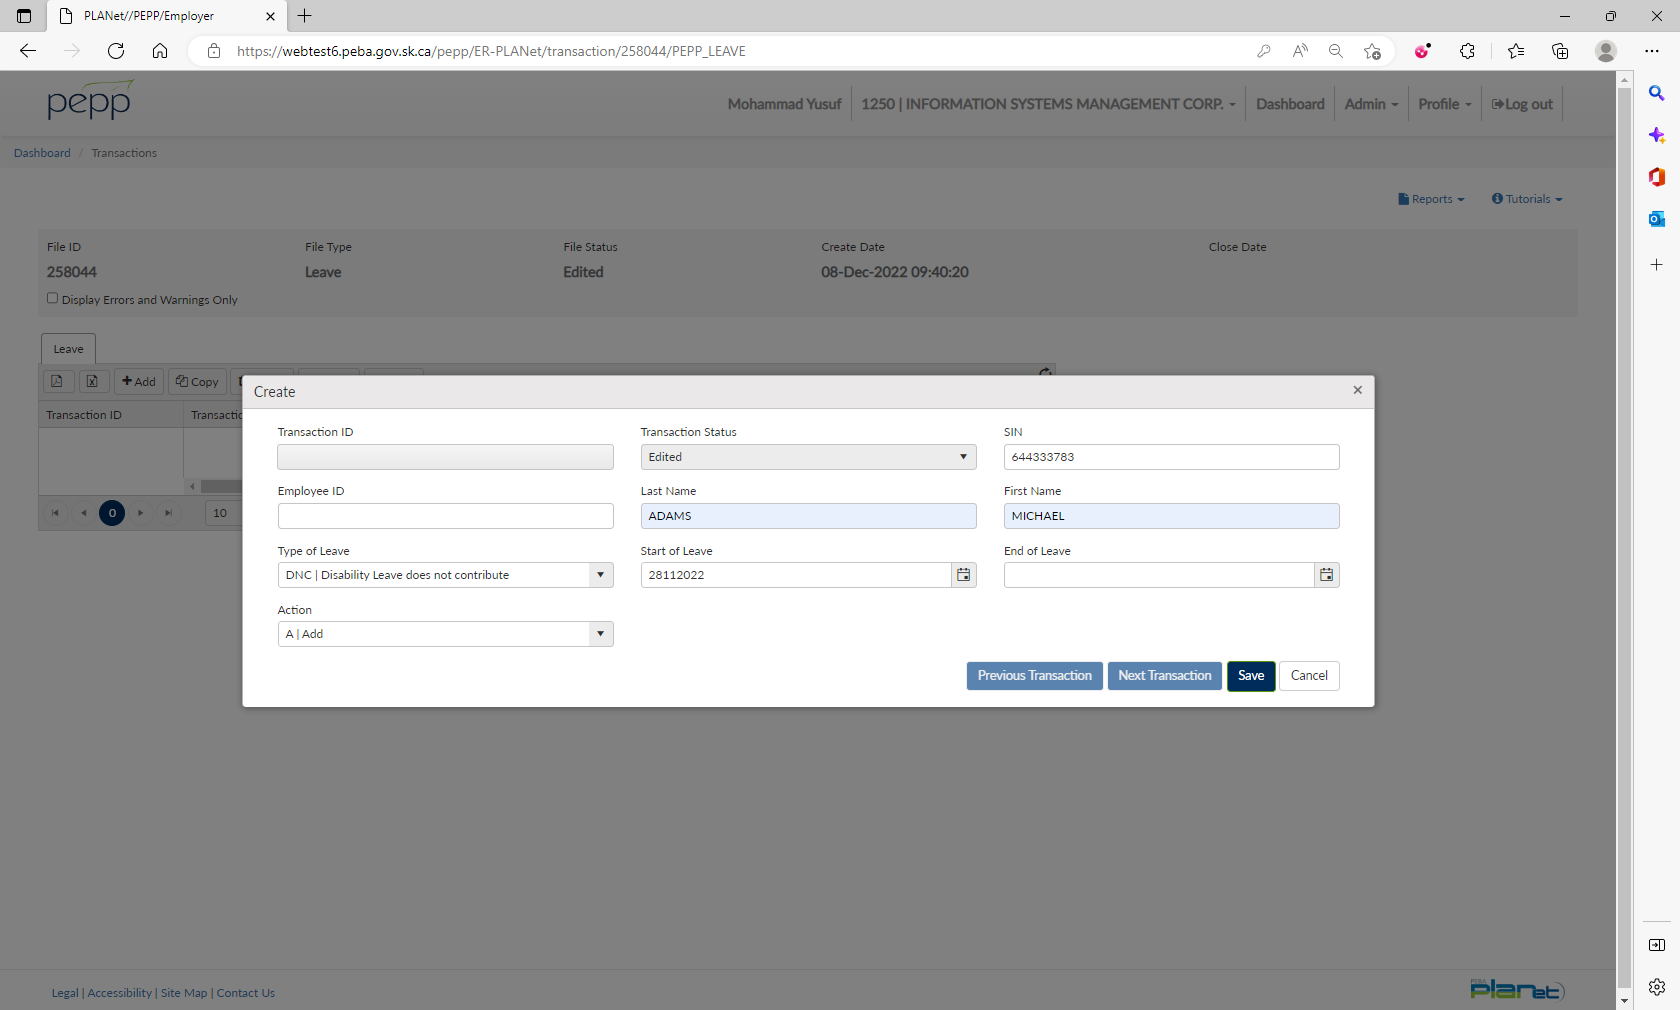 PLANet//PEPP/Employer
https://webtest6.peba.gov.sk.ca/pepp/ER-PLANet/transaction/258044/PEPP_LEAVE
pepp
Mohammad Yusuf
1250 | INFORMATION SYSTEMS MANAGEMENT CORP.
Dashboard
Admin
Profile
Log out
Dashboard / Transactions
Reports
Tutorials
File ID
File Type
File Status
Create Date
Close Date
258044
Leave
Edited
08-Dec-2022 09:40:20
Display Errors and Warnings Only
Leave
Add
Copy
Transaction ID
0
10
Create
Transaction ID
Transaction Status
SIN
Edited
644333783
Employee ID
Last Name
First Name
ADAMS
MICHAEL
Type of Leave
Start of Leave
End of Leave
DNC | Disability Leave does not contribute
28112022
Action
A | Add
Previous Transaction
Next Transaction
Save
Cancel
Legal | Accessibility | Site Map | Contact Us
PEBA
planet